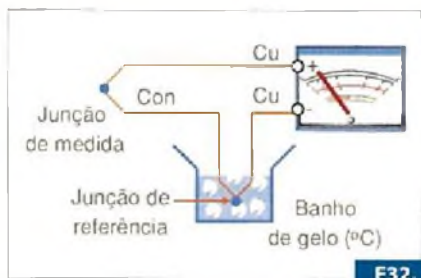 Cu
+
Con
Cu
-
Junção
de medida
Junção de
referência
Banho
de gelo (ºC)
F32